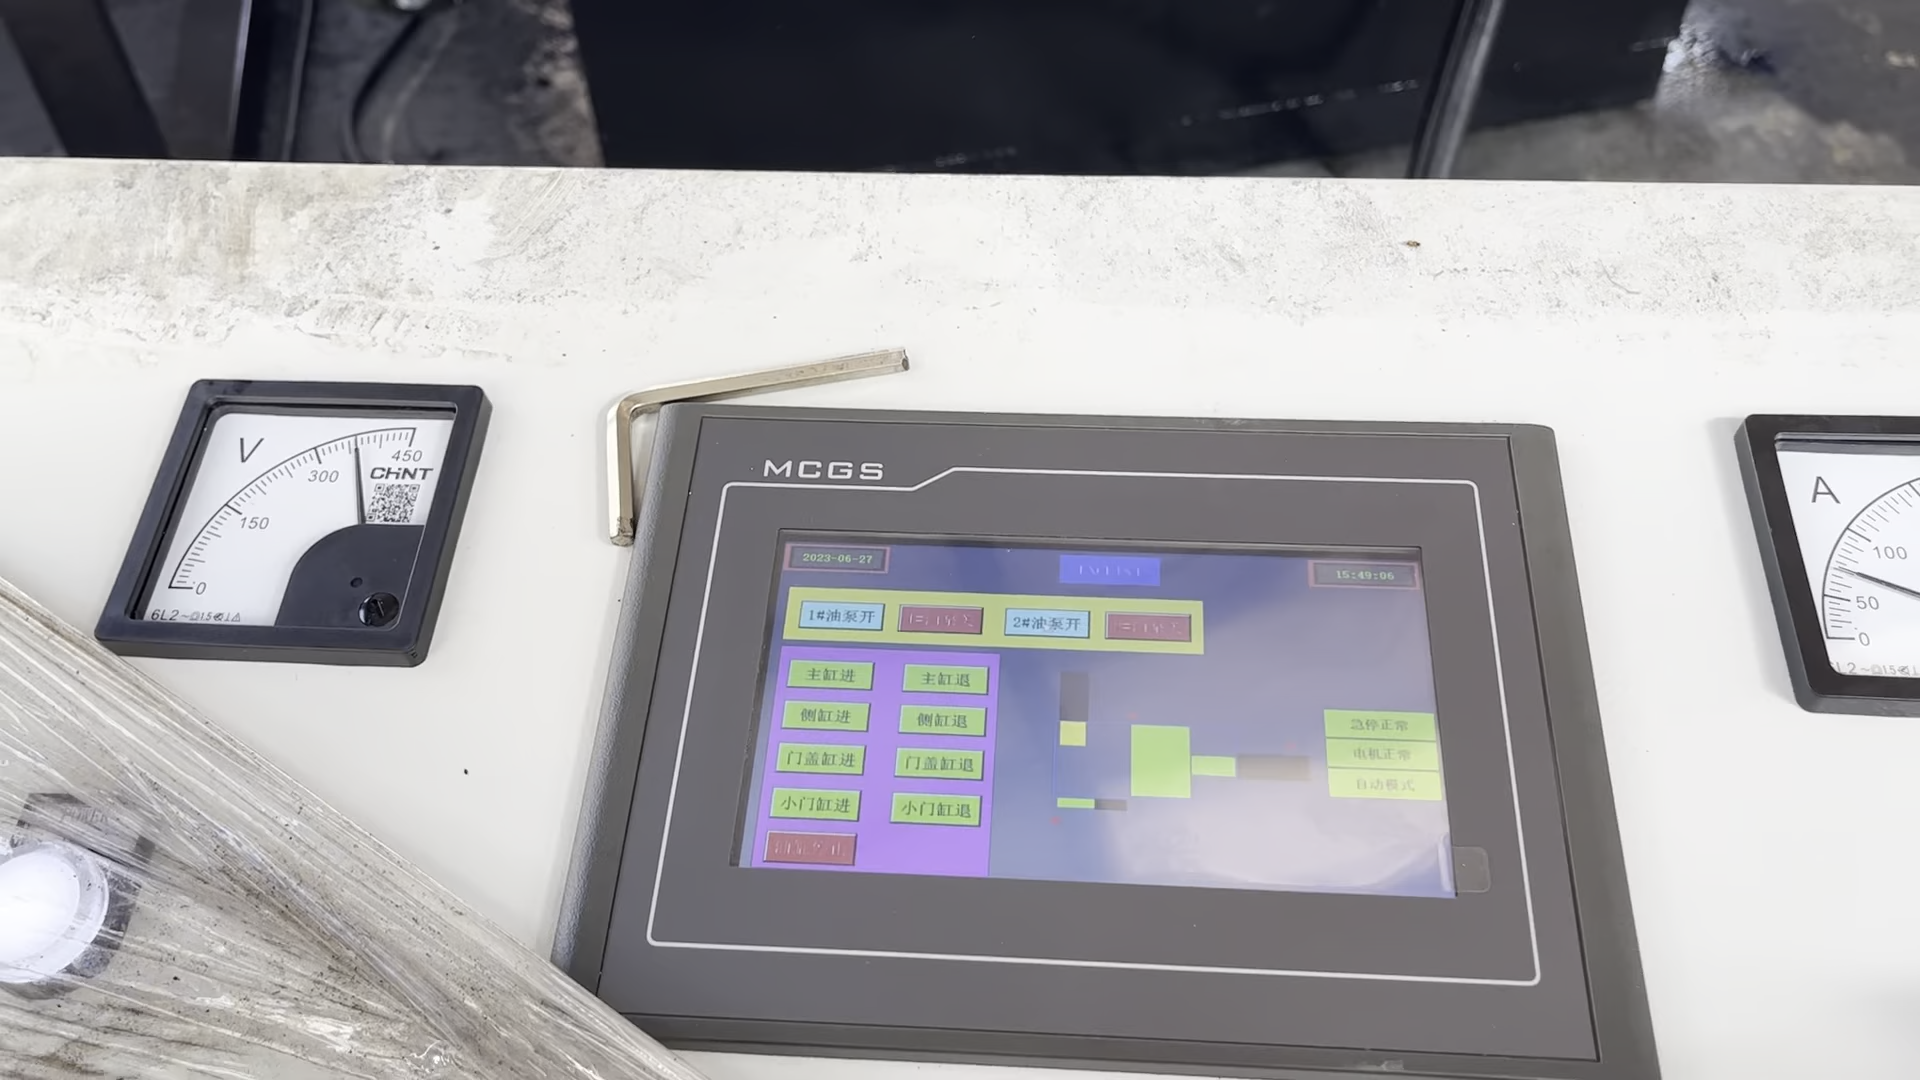 V
450
300
150
0
CHNT
6L2
MCGS
2023-06-27
15:49:06
1#油泵开
2#油泵开
主缸进
主缸退
侧缸进
侧缸退
门盖缸进
门盖缸退
小门缸进
小门缸退
急停正常
电机正常
自动模式
A
100
50
0
POWER